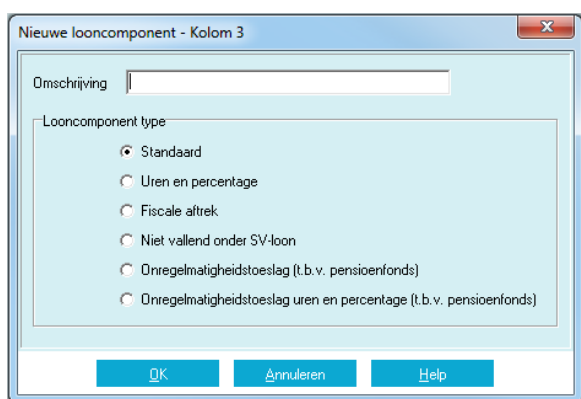 Nieuwe looncomponent - Kolom 3
Omschrijving
Looncomponent type
Standaard
Uren en percentage
Fiscale aftrek
Niet vallend onder SV-loon
Onregelmatigheidstoeslag (t.b.v. pensioenfonds)
Onregelmatigheidstoeslag uren en percentage (t.b.v. pensioenfonds)
OK Annuleren Help